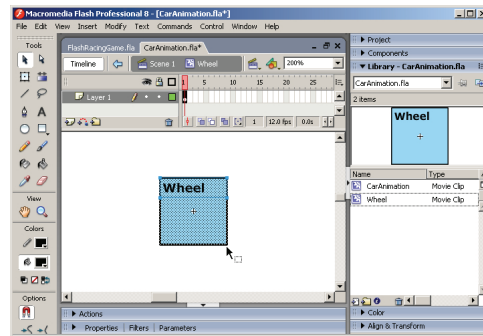 Macromedia Flash Professional 8 - [CarAnimation.fla*]
File Edit View Insert Modify Text Commands Control Window Help
Tools
View
Colors
Options
FlashRacingGame.fla CarAnimation.fla*
Timeline Scene 1 Wheel 200%
1 5 10 15 20 25
Layer 1
1 12.0 fps 0.0s
Wheel
Actions
Properties Filters Parameters
Project
Components
Library - CarAnimation.fla
CarAnimation.fla
2 items
Wheel
Name Type
CarAnimation Movie Clip
Wheel Movie Clip
Color
Align & Transform